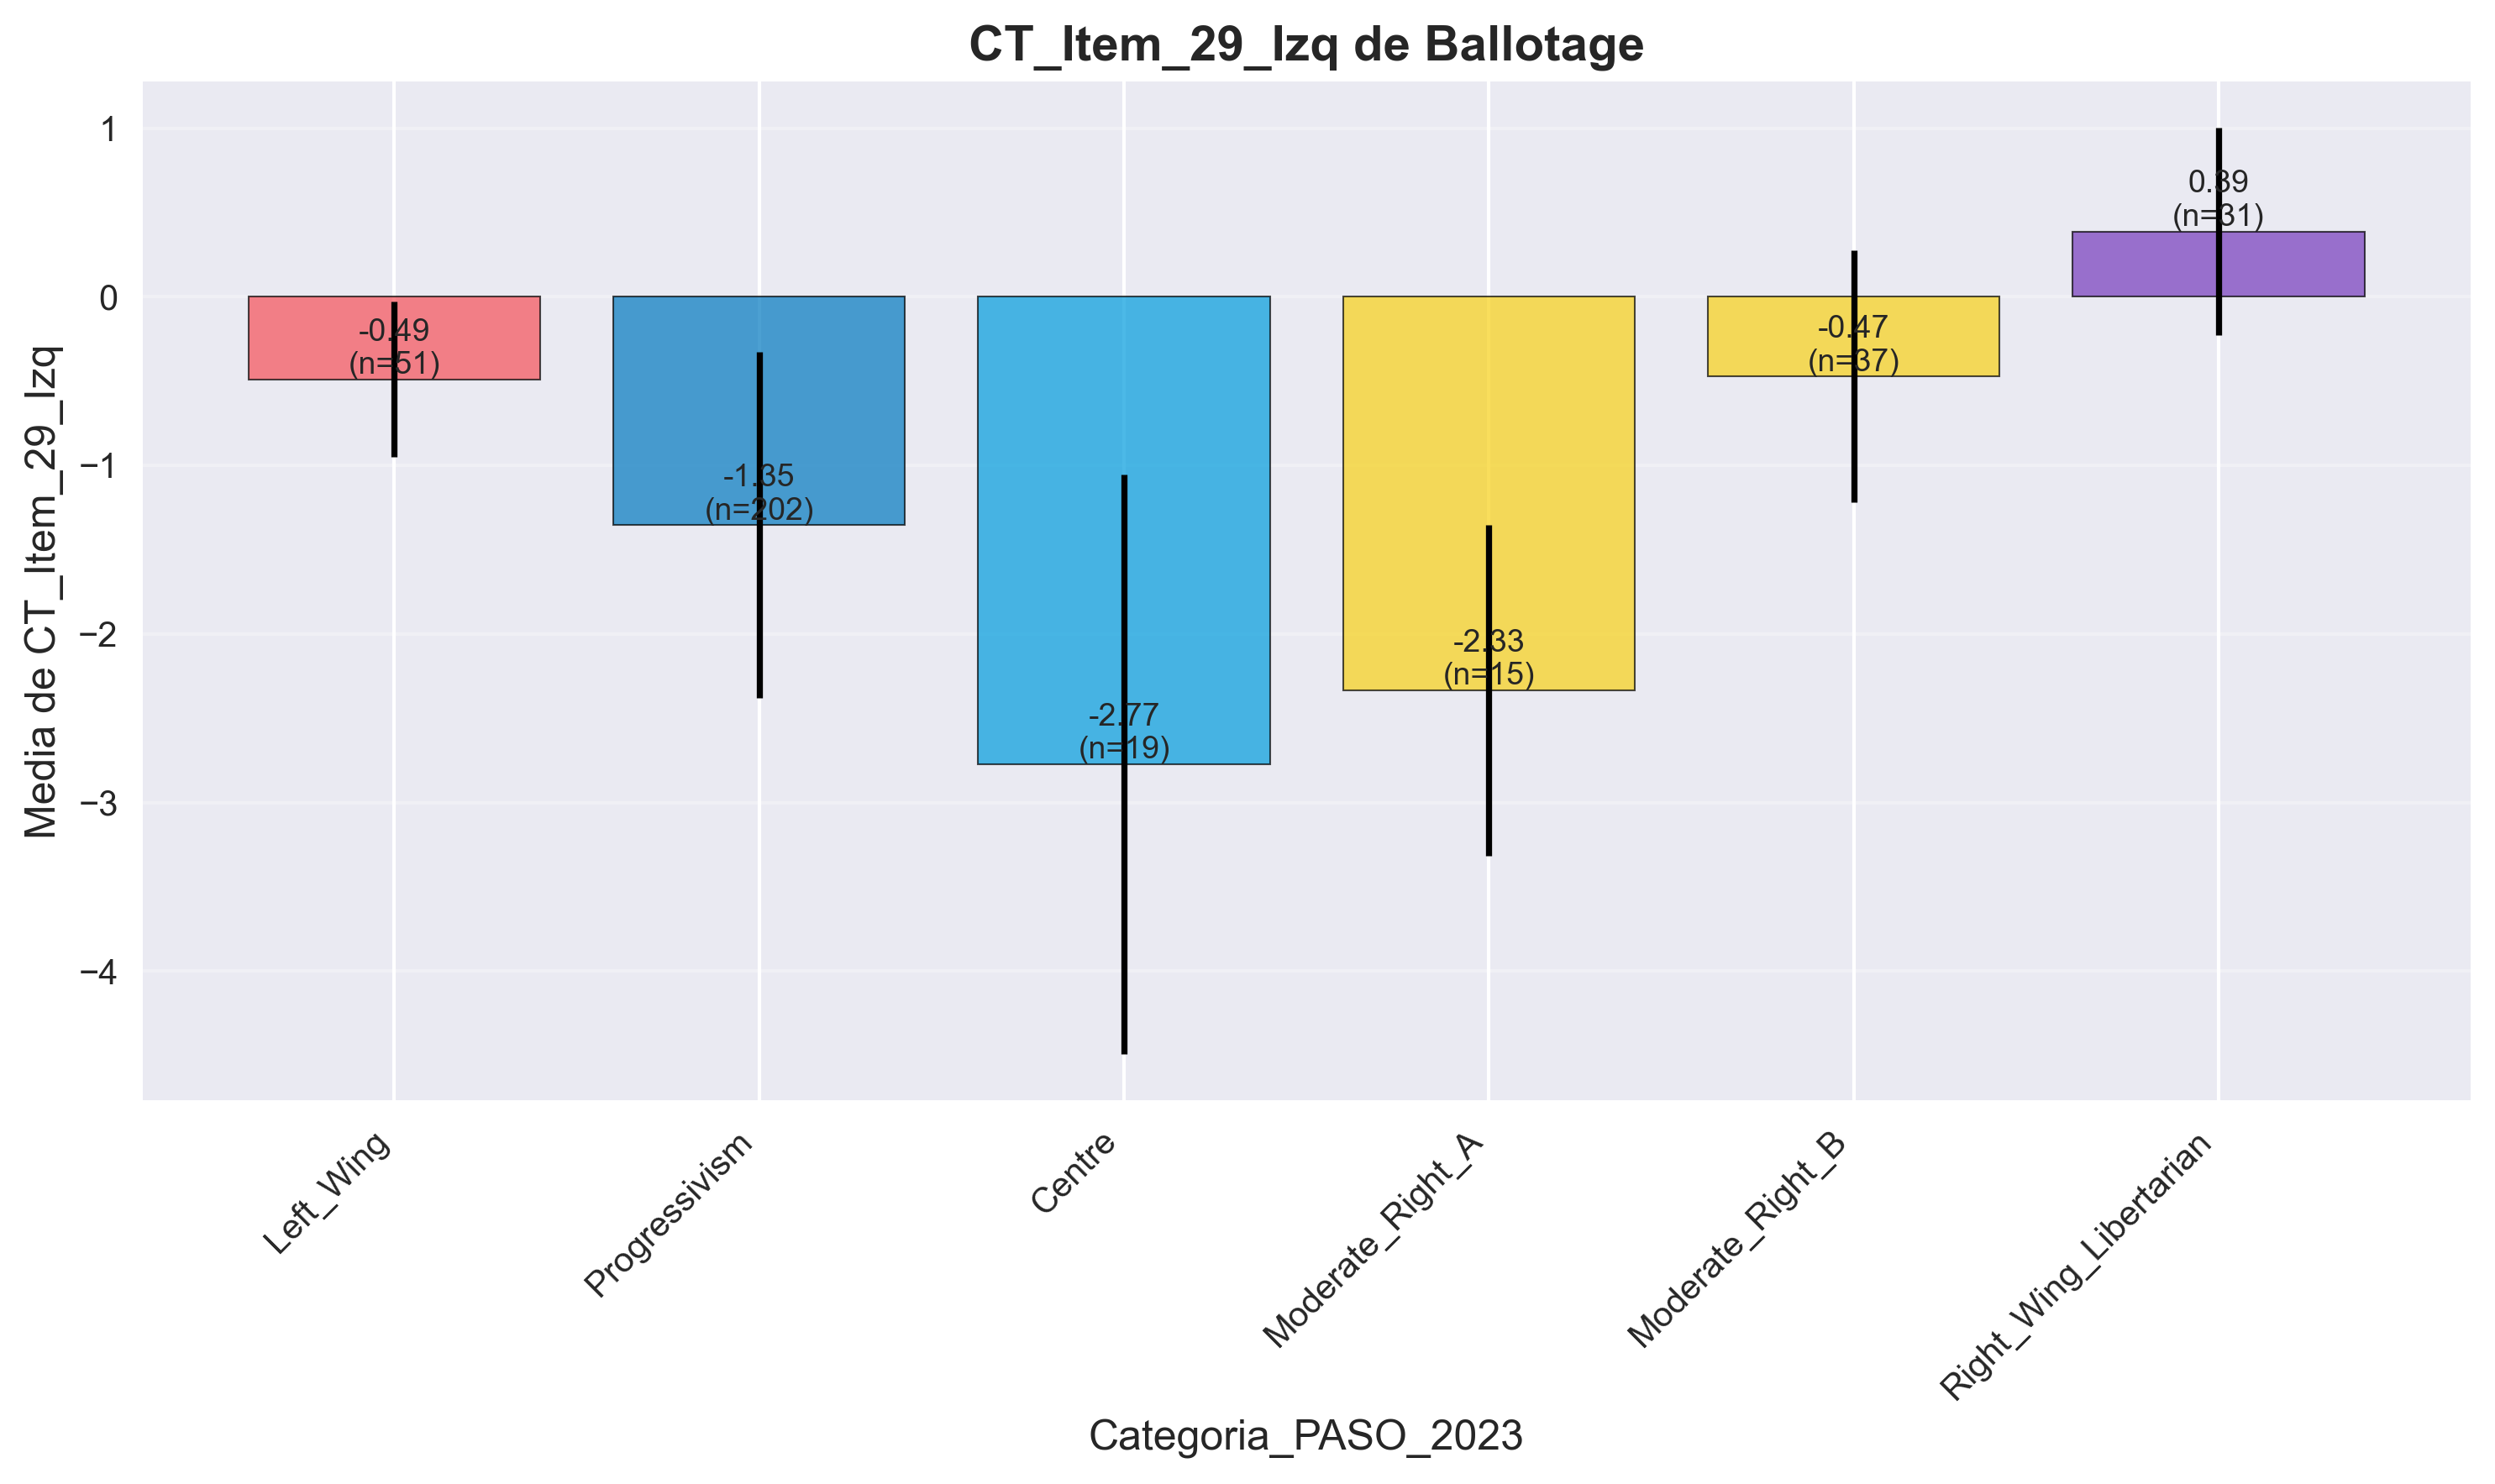 CT_Item_29_Izq de Ballotage
Media de CT_Item_29_Izq
1
0
−1
−2
−3
−4
-0.49
(n=51)
-1.35
(n=202)
-2.77
(n=19)
-2.33
(n=15)
-0.47
(n=37)
0.39
(n=31)
Left_Wing
Progressivism
Centre
Moderate_Right_A
Moderate_Right_B
Right_Wing_Libertarian
Categoria_PASO_2023